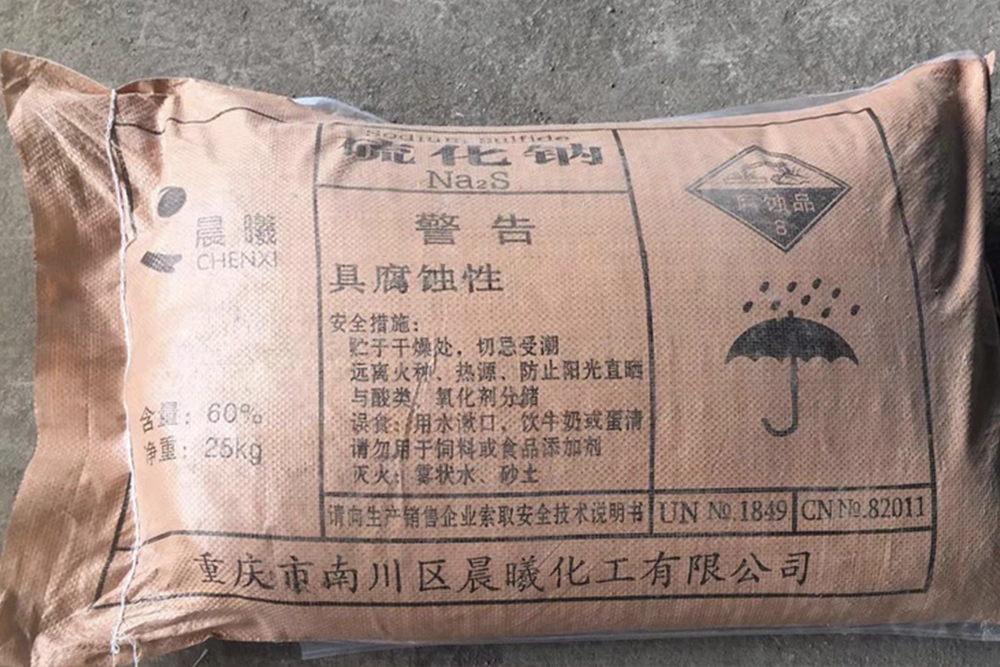 Sodium sulfide
硫化钠
Na₂S
晨曦
CHENXI
含量：60%
净重：25kg
警告
具腐蚀性
安全措施：
贮于干燥处，切忌受潮
远离火种、热源、防止阳光直晒
与酸类、氧化剂分储
误食：用水漱口，饮牛奶或蛋清
请勿用于饲料或食品添加剂
灭火：雾状水、砂土
腐蚀品
8
请向生产销售企业索取安全技术说明书
UN №.1849
CN№.82011
重庆市南川区晨曦化工有限公司